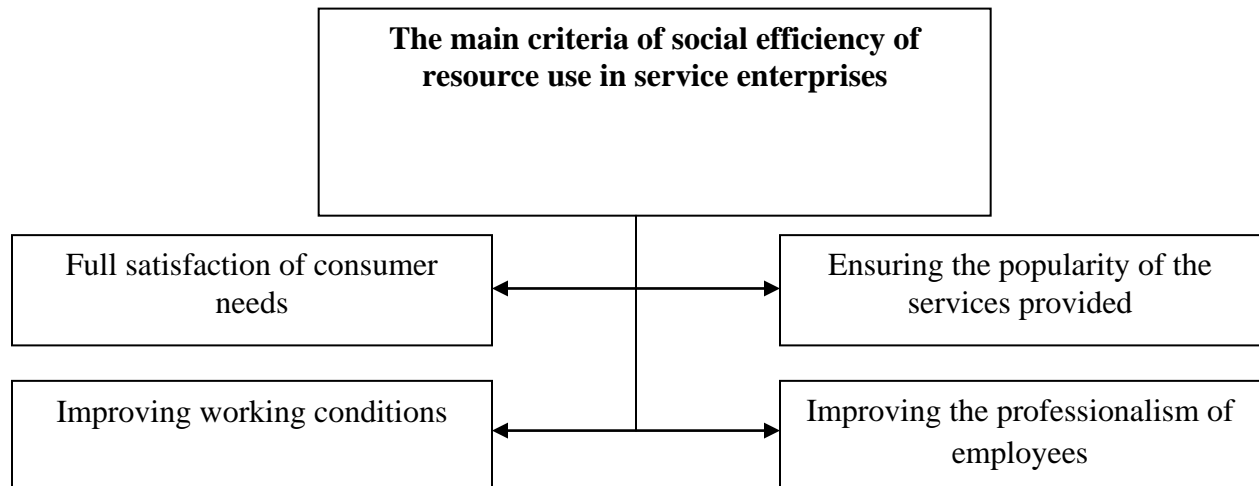 The main criteria of social efficiency of
resource use in service enterprises
Full satisfaction of consumer
needs
Ensuring the popularity of the
services provided
Improving working conditions
Improving the professionalism of
employees